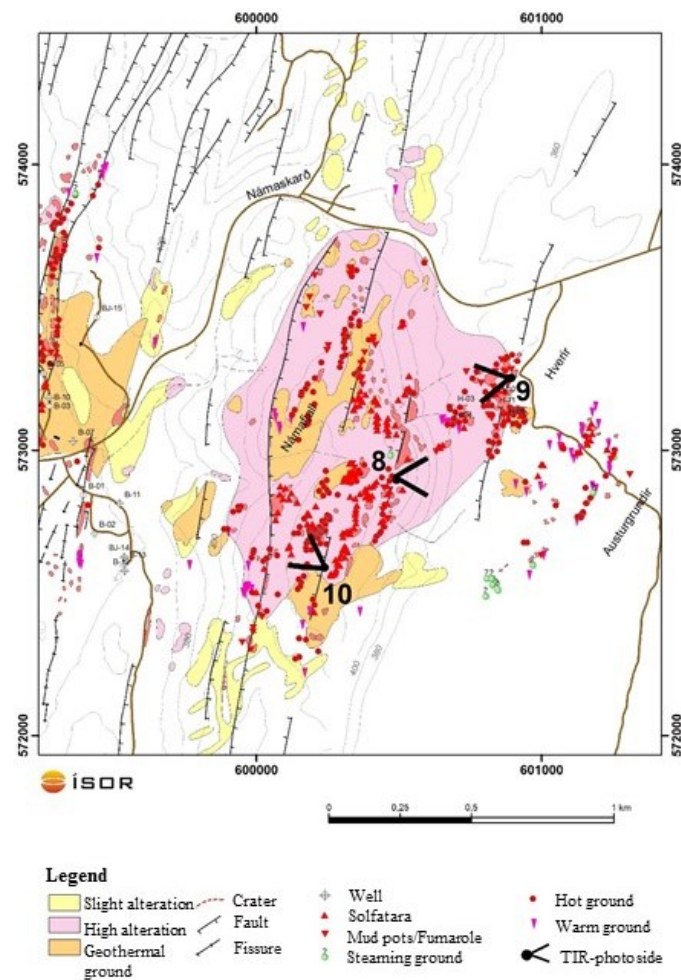 600000
601000
574000
574000
360
Námaskarð
BJ-15
Hverir
B-10
B-03
H-03
9
Námafjall
573000
573000
B-07
8
B-01
B-11
B-02
Austurgrundir
BJ-14
10
380
400
380
572000
572000
600000
601000
ÍSOR
0
0,25
0,5
1 km
Legend
Slight alteration
High alteration
Geothermal
ground
Crater
Fault
Fissure
Well
Solfatara
Mud pots/Fumarole
Steaming ground
Hot ground
Warm ground
TIR-photo side